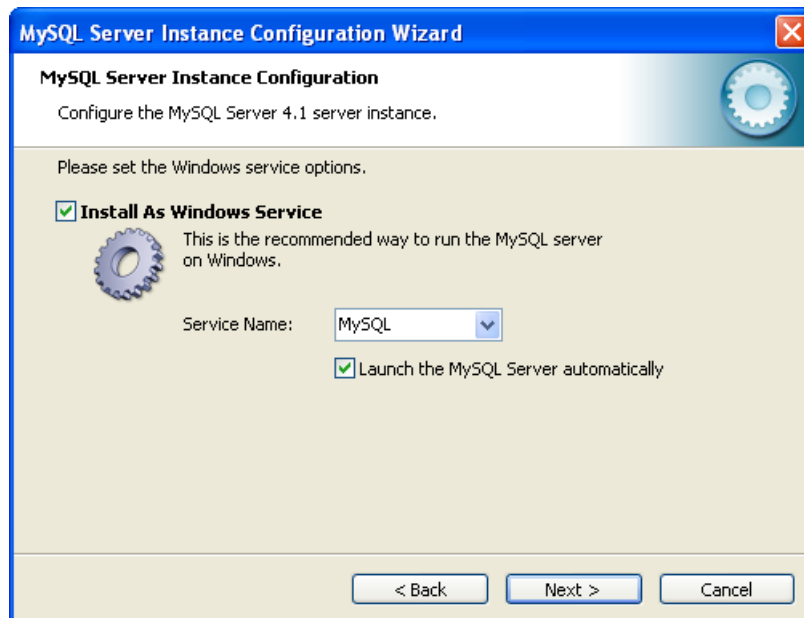 MySQL Server Instance Configuration Wizard
MySQL Server Instance Configuration
Configure the MySQL Server 4.1 server instance.
Please set the Windows service options.
Install As Windows Service
This is the recommended way to run the MySQL server
on Windows.
Service Name: MySQL
Launch the MySQL Server automatically
< Back Next > Cancel